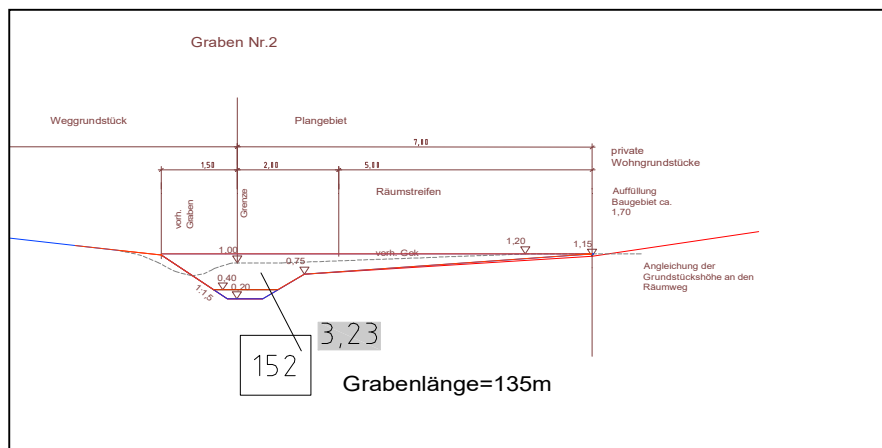 Graben Nr.2
Weggrundstück
Plangebiet
7,00
private
Wohngrundstücke
1,50
2,00
5,00
vorh.
Graben
Grenze
Räumstreifen
Auffüllung
Baugebiet ca.
1,70
1,00
vorh. Gok
1,20
1,15
0,75
0,40
0,20
1:1,5
Angleichung der
Grundstückshöhe an den
Räumweg
3,23
152
Grabenlänge=135m